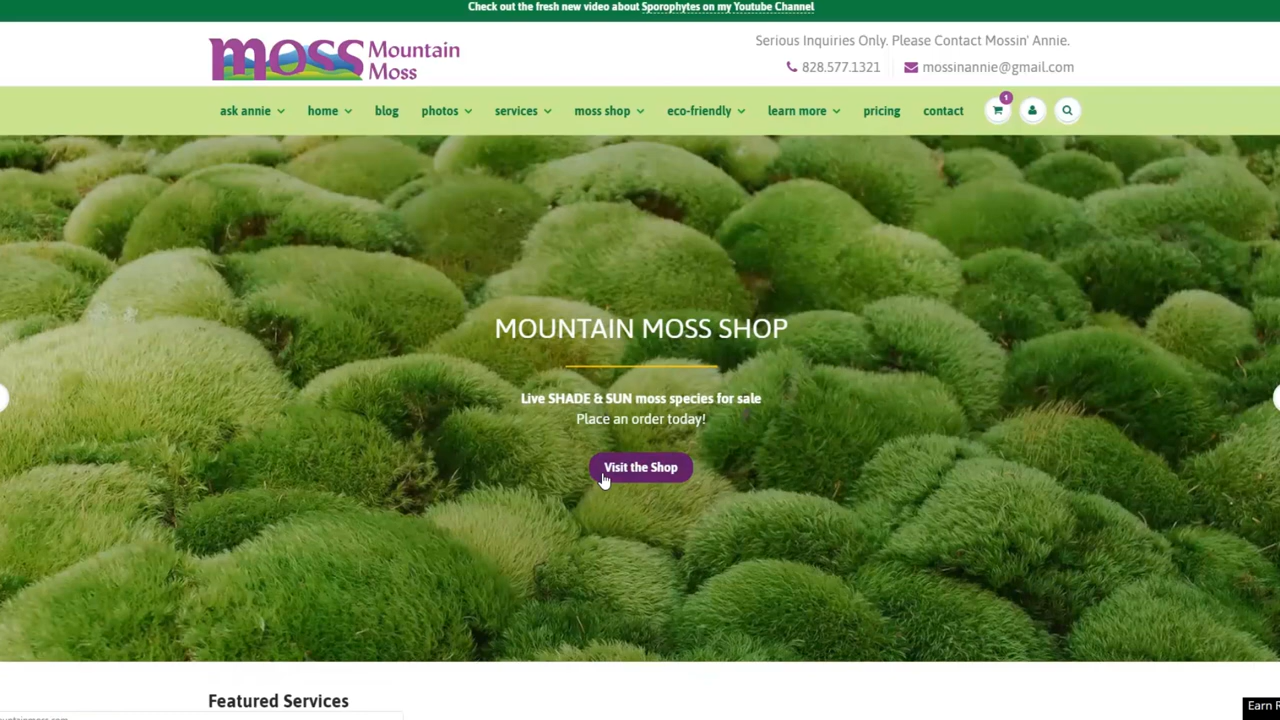 Check out the fresh new video about Sporophytes on my Youtube Channel
moss Mountain Moss
Serious Inquiries Only. Please Contact Mossin' Annie.
828.577.1321 mossinannie@gmail.com
ask annie home blog photos services moss shop eco-friendly learn more pricing contact 1
MOUNTAIN MOSS SHOP
Live SHADE & SUN moss species for sale
Place an order today!
Visit the Shop
Featured Services
Earn